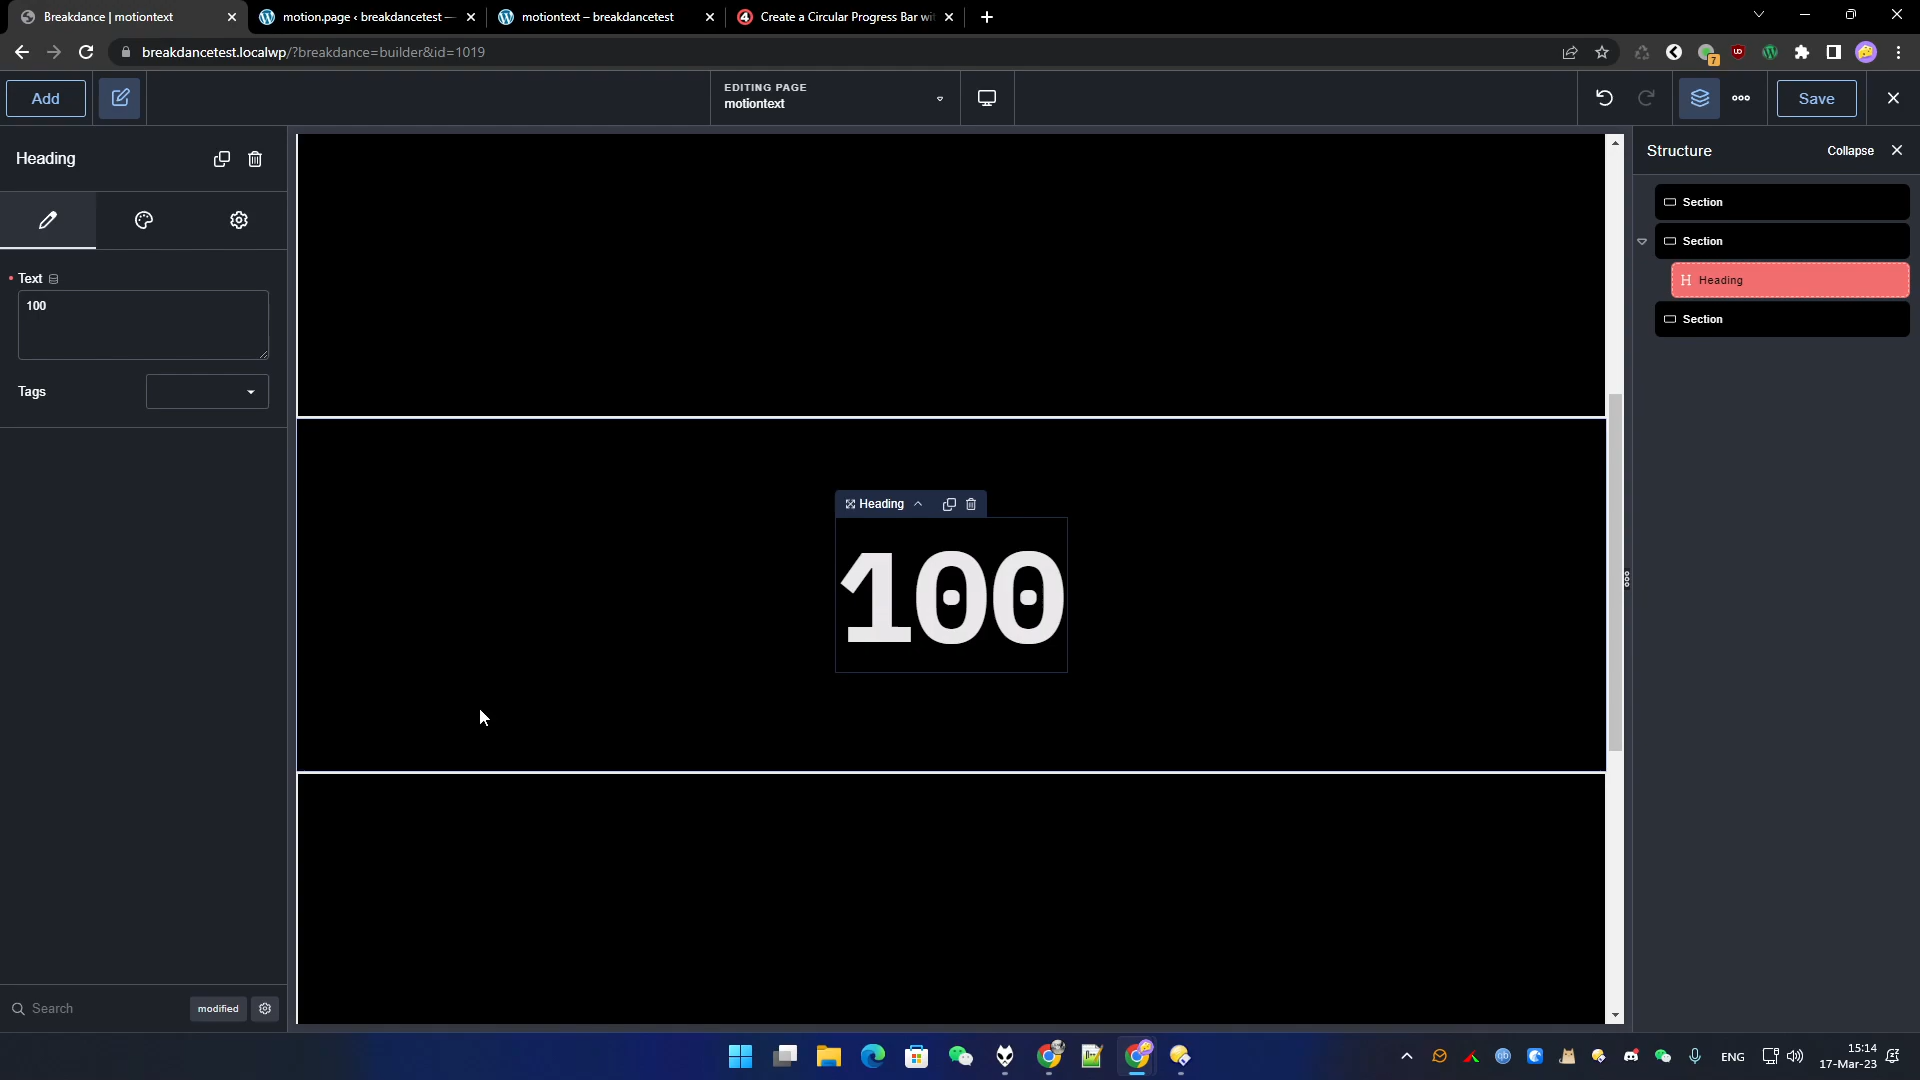 Breakdance | motiontext
motion.page ‹ breakdancetest —
motiontext – breakdancetest
Create a Circular Progress Bar wit
breakdancetest.localwp/?breakdance=builder&id=1019
7
Add
EDITING PAGE
motiontext
Save
Heading
Structure
Collapse
Section
Section
Heading
Section
Text
100
Tags
Heading
100
Search
modified
ENG
15:14
17-Mar-23